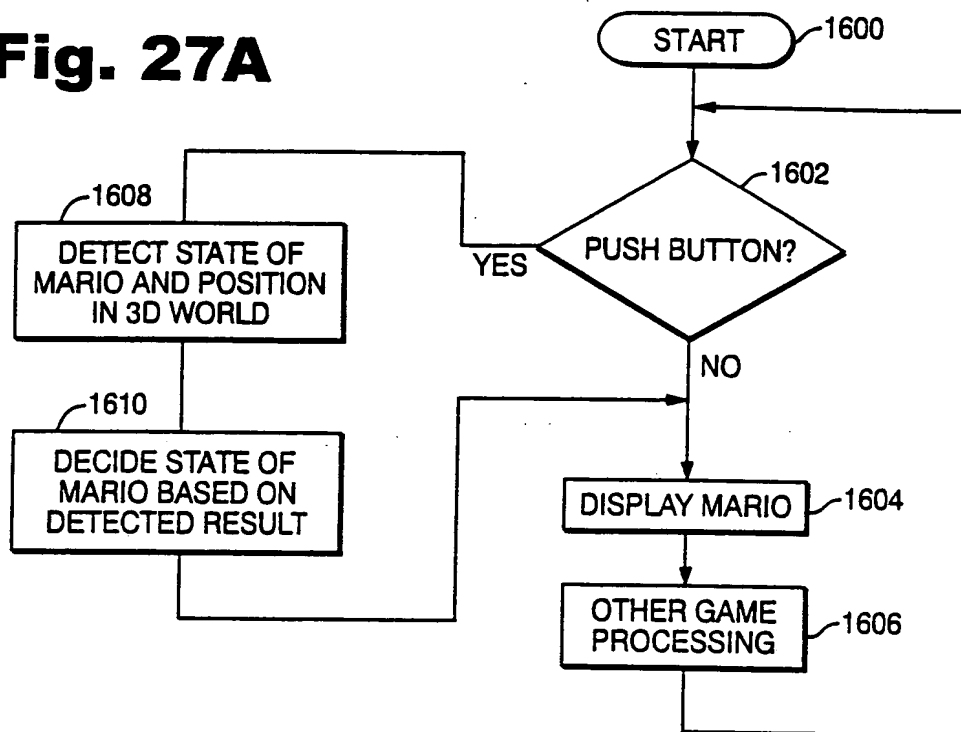 Fig. 27A
START
1600
1602
PUSH BUTTON?
YES
NO
1608
DETECT STATE OF
MARIO AND POSITION
IN 3D WORLD
1610
DECIDE STATE OF
MARIO BASED ON
DETECTED RESULT
DISPLAY MARIO
1604
OTHER GAME
PROCESSING
1606